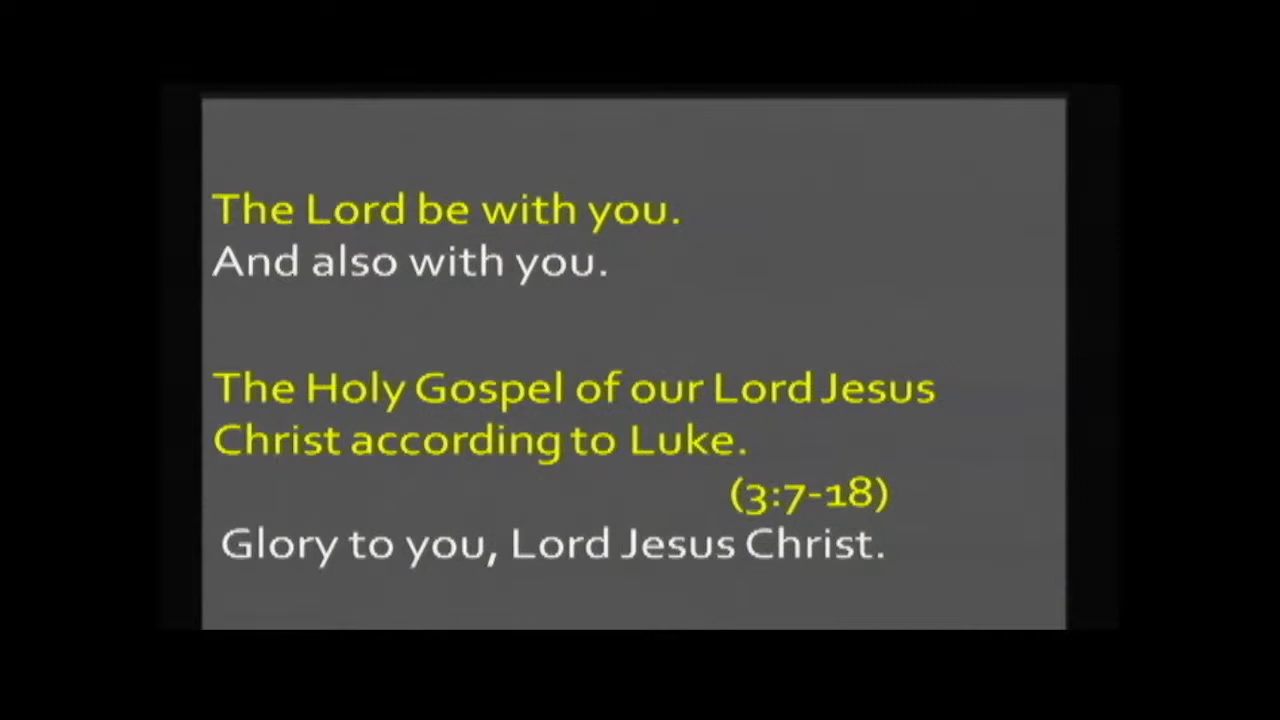 The Lord be with you.
And also with you.
The Holy Gospel of our Lord Jesus
Christ according to Luke.
(3:7-18)
Glory to you, Lord Jesus Christ.